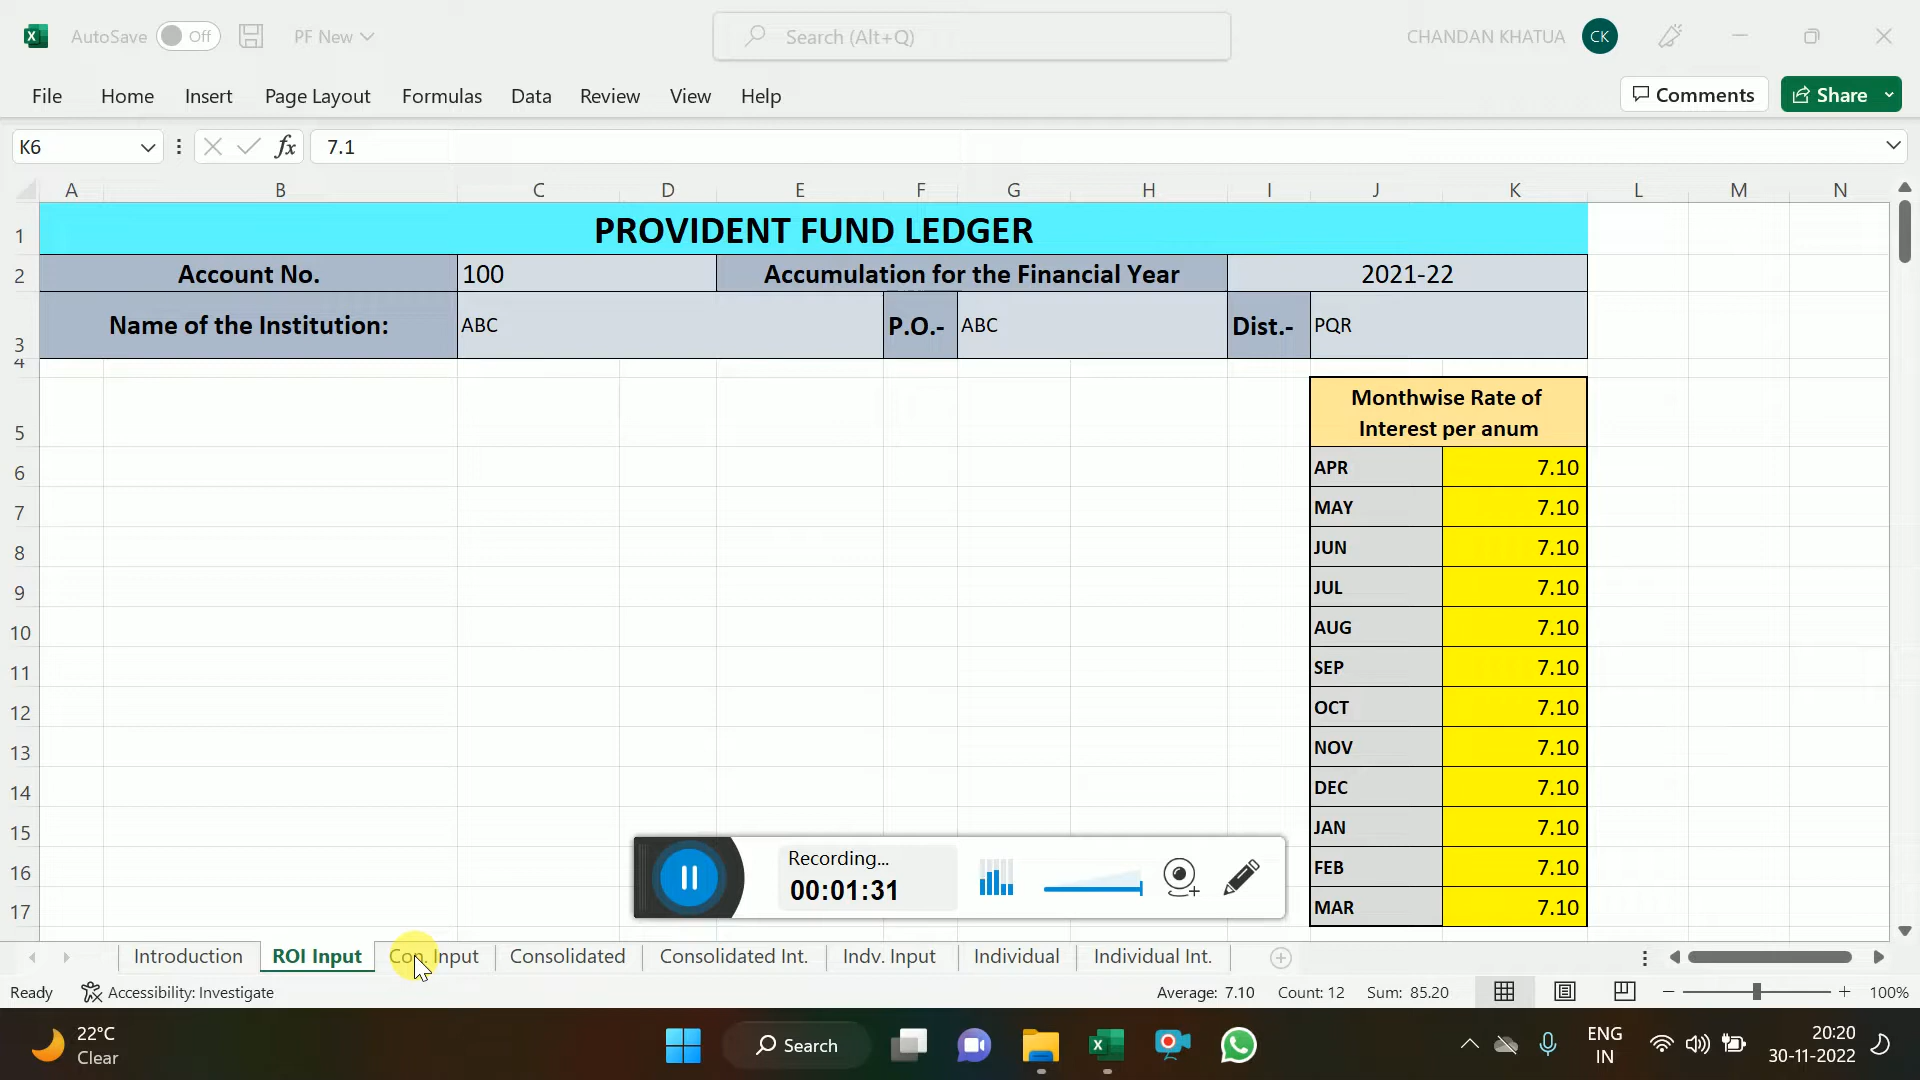 AutoSave Off PF New Search (Alt+Q) CHANDAN KHATUA CK
File Home Insert Page Layout Formulas Data Review View Help Comments Share
K6 fx 7.1
A B C D E F G H I J K L M N
1 PROVIDENT FUND LEDGER
2 Account No. 100 Accumulation for the Financial Year 2021-22
3 Name of the Institution: ABC P.O.- ABC Dist.- PQR
4
5 Monthwise Rate of
Interest per anum
6 APR 7.10
7 MAY 7.10
8 JUN 7.10
9 JUL 7.10
10 AUG 7.10
11 SEP 7.10
12 OCT 7.10
13 NOV 7.10
14 DEC 7.10
15 JAN 7.10
16 FEB 7.10
17 MAR 7.10
Recording...
00:01:31
Introduction ROI Input Con. Input Consolidated Consolidated Int. Indv. Input Individual Individual Int.
Ready Accessibility: Investigate Average: 7.10 Count: 12 Sum: 85.20 100%
22°C
Clear
Search
ENG
IN
20:20
30-11-2022